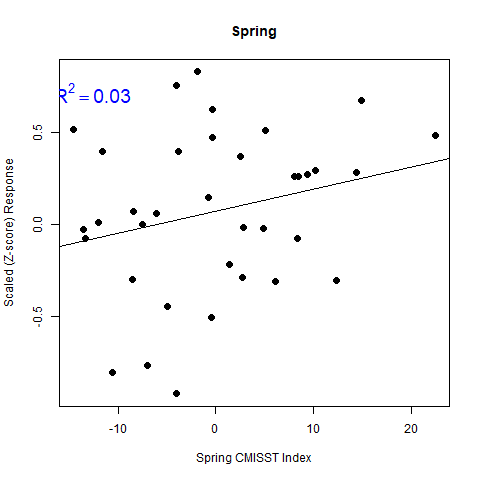 Spring
R² = 0.03
Scaled (Z-score) Response
0.5
0.0
-0.5
-10
0
10
20
Spring CMISST Index